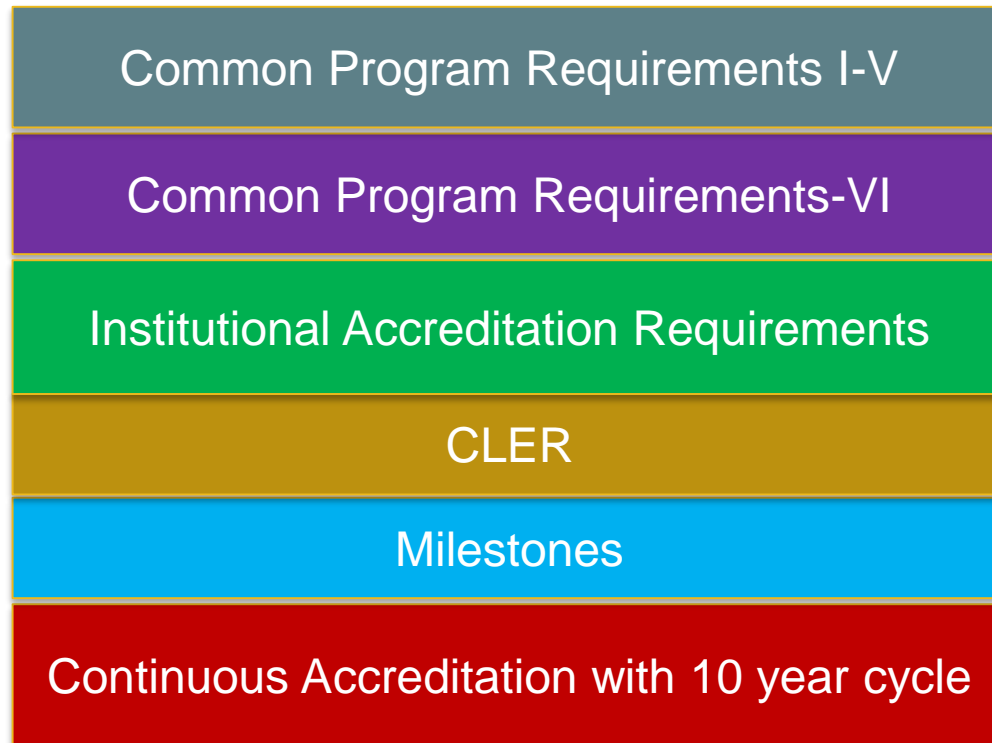 Common Program Requirements I-V
Common Program Requirements-VI
Institutional Accreditation Requirements
CLER
Milestones
Continuous Accreditation with 10 year cycle